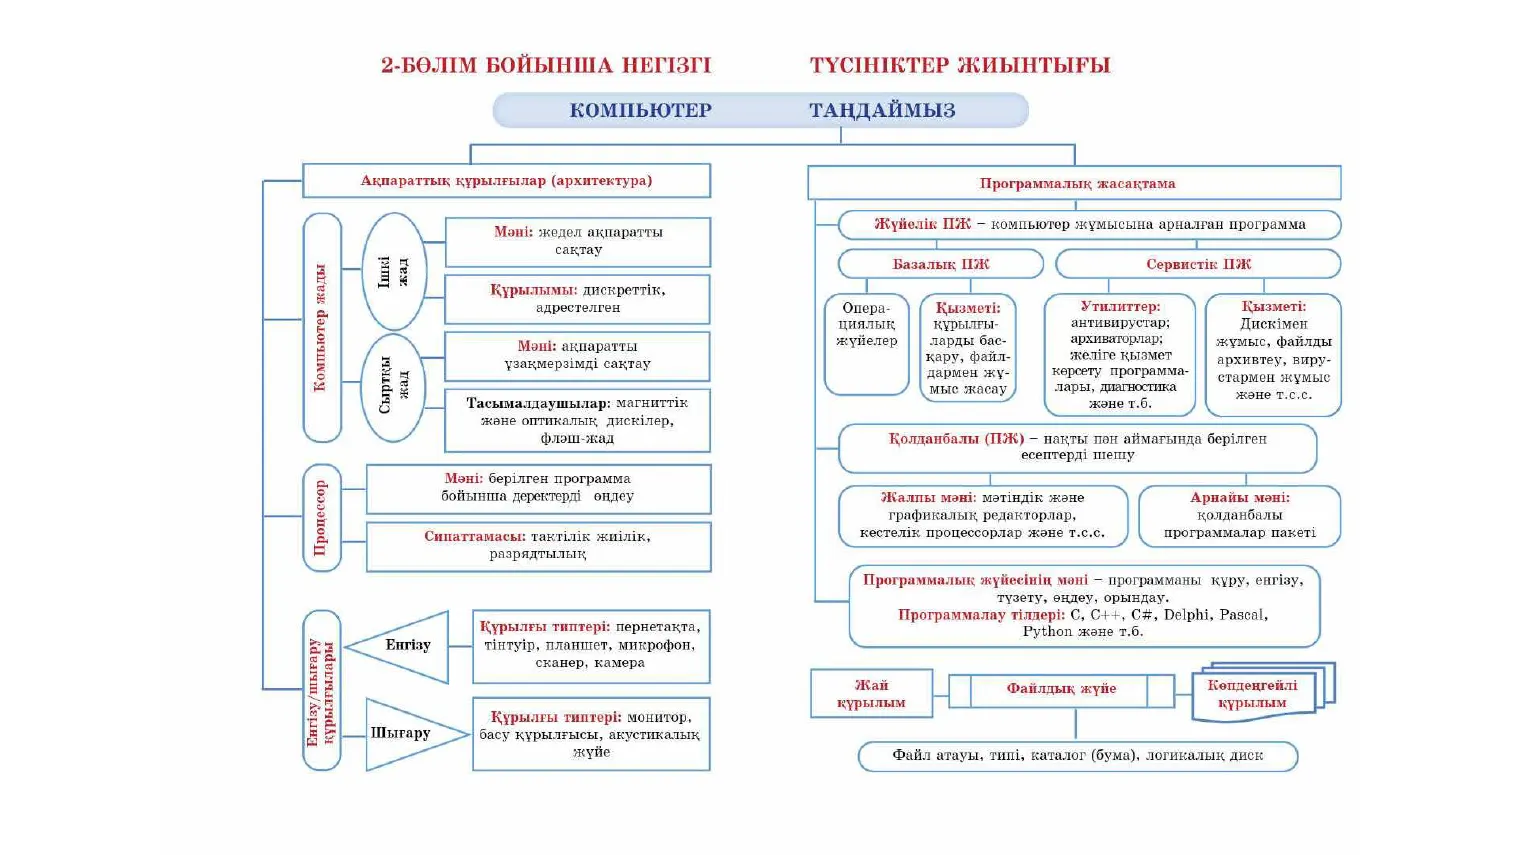 2-БӨЛІМ БОЙЫНША НЕГІЗГІ ТҮСІНІКТЕР ЖИЫНТЫҒЫ
КОМПЬЮТЕР ТАҢДАЙМЫЗ
Ақпараттық құрылғылар (архитектура)
Компьютер жады
Ішкі
жад
Мәні: жедел ақпаратты
сақтау
Құрылымы: дискреттік,
адрестелген
Сыртқы
жад
Мәні: ақпаратты
ұзақмерзімді сақтау
Тасымалдаушылар: магниттік
және оптикалық дискілер,
флэш-жад
Процессор
Мәні: берілген программа
бойынша деректерді өңдеу
Сипаттамасы: тактілік жиілік,
разрядтылық
Енгізу/шығару
құрылғылары
Енгізу
Құрылғы типтері: пернетақта,
тінтуір, планшет, микрофон,
сканер, камера
Шығару
Құрылғы типтері: монитор,
басу құрылғысы, акустикалық
жүйе
Программалық жасақтама
Жүйелік ПЖ – компьютер жұмысына арналған программа
Базалық ПЖ
Сервистік ПЖ
Опера-
циялық
жүйелер
Қызметі:
құрылғы-
ларды бас-
қару, файл-
дармен жұ-
мыс жасау
Утилиттер:
антивирустар;
архиваторлар;
желіге қызмет
көрсету программа-
лары, диагностика
және т.б.
Қызметі:
Дискімен
жұмыс, файлды
архивтеу, виру-
стармен жұмыс
және т.с.с.
Қолданбалы (ПЖ) – нақты пән аймағында берілген
есептерді шешу
Жалпы мәні: мәтіндік және
графикалық редакторлар,
кестелік процессорлар және т.с.с.
Арнайы мәні:
қолданбалы
программалар пакеті
Программалық жүйесінің мәні – программаны құру, енгізу,
түзету, өңдеу, орындау.
Программалау тілдері: C, C++, C#, Delphi, Pascal,
Python және т.б.
Жай
құрылым
Файлдық жүйе
Көпдеңгейлі
құрылым
Файл атауы, типі, каталог (бума), логикалық диск